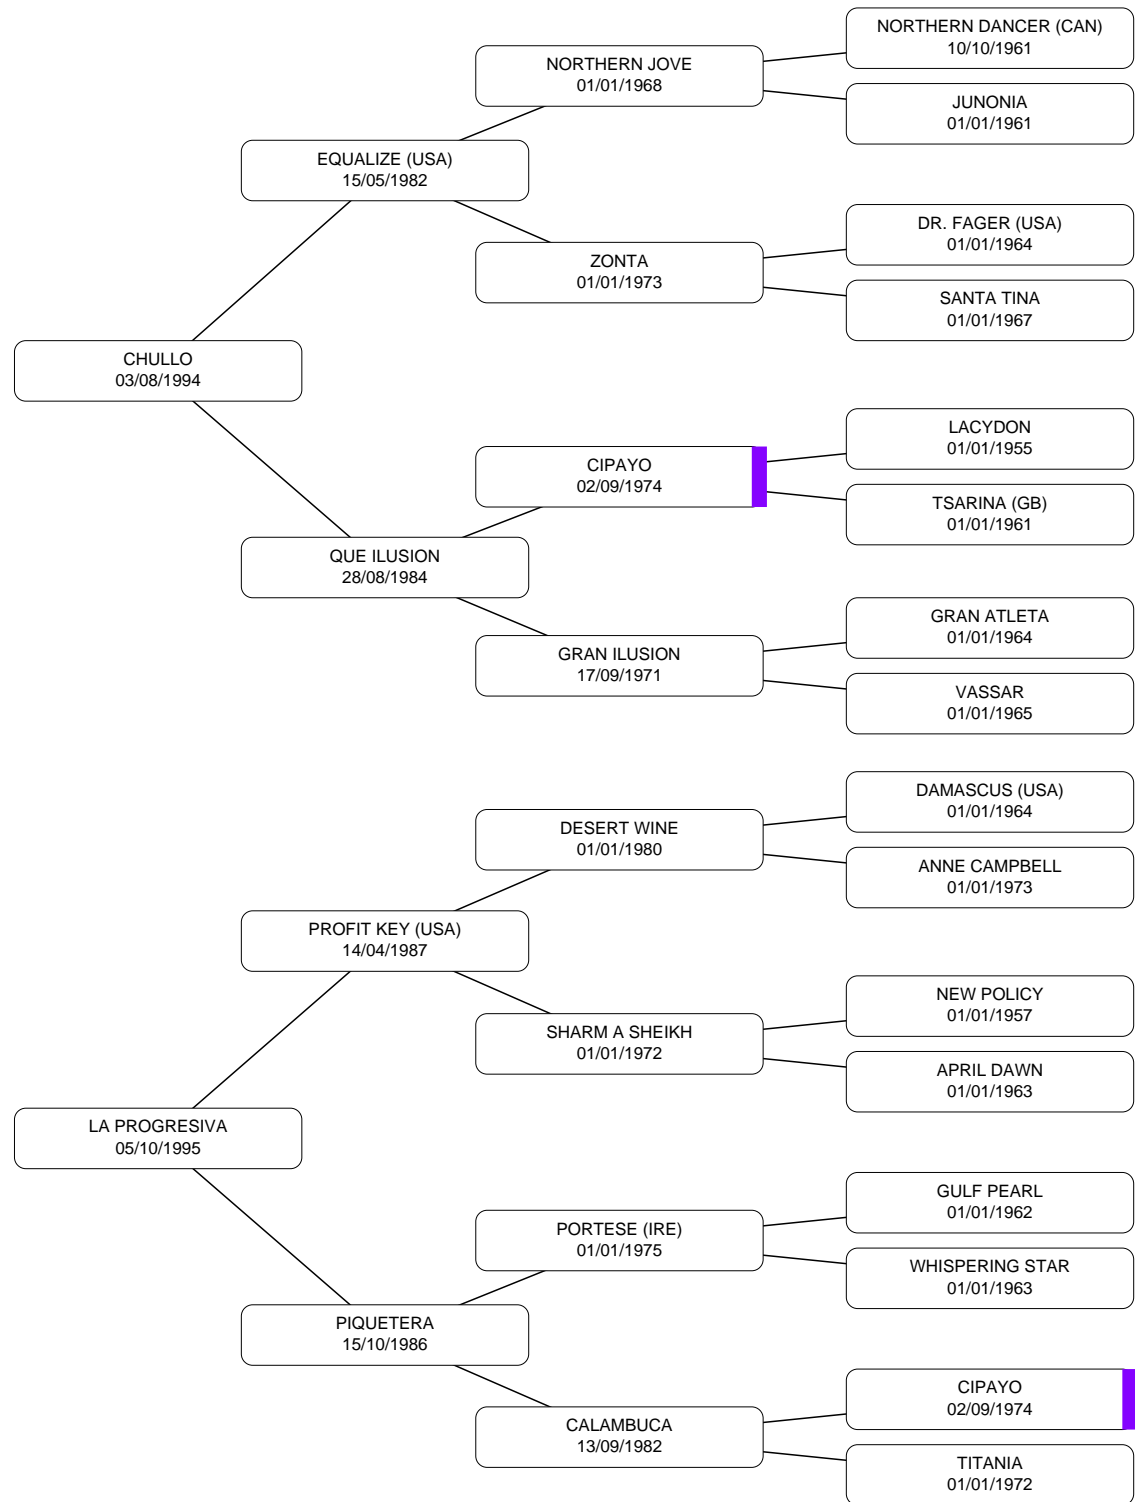 NORTHERN DANCER (CAN)
10/10/1961
NORTHERN JOVE
01/01/1968
JUNONIA
01/01/1961
EQUALIZE (USA)
15/05/1982
DR. FAGER (USA)
01/01/1964
ZONTA
01/01/1973
SANTA TINA
01/01/1967
CHULLO
03/08/1994
LACYDON
01/01/1955
CIPAYO
02/09/1974
TSARINA (GB)
01/01/1961
QUE ILUSION
28/08/1984
GRAN ATLETA
01/01/1964
GRAN ILUSION
17/09/1971
VASSAR
01/01/1965
DAMASCUS (USA)
01/01/1964
DESERT WINE
01/01/1980
ANNE CAMPBELL
01/01/1973
PROFIT KEY (USA)
14/04/1987
NEW POLICY
01/01/1957
SHARM A SHEIKH
01/01/1972
APRIL DAWN
01/01/1963
LA PROGRESIVA
05/10/1995
GULF PEARL
01/01/1962
PORTESE (IRE)
01/01/1975
WHISPERING STAR
01/01/1963
PIQUETERA
15/10/1986
CIPAYO
02/09/1974
CALAMBUCA
13/09/1982
TITANIA
01/01/1972